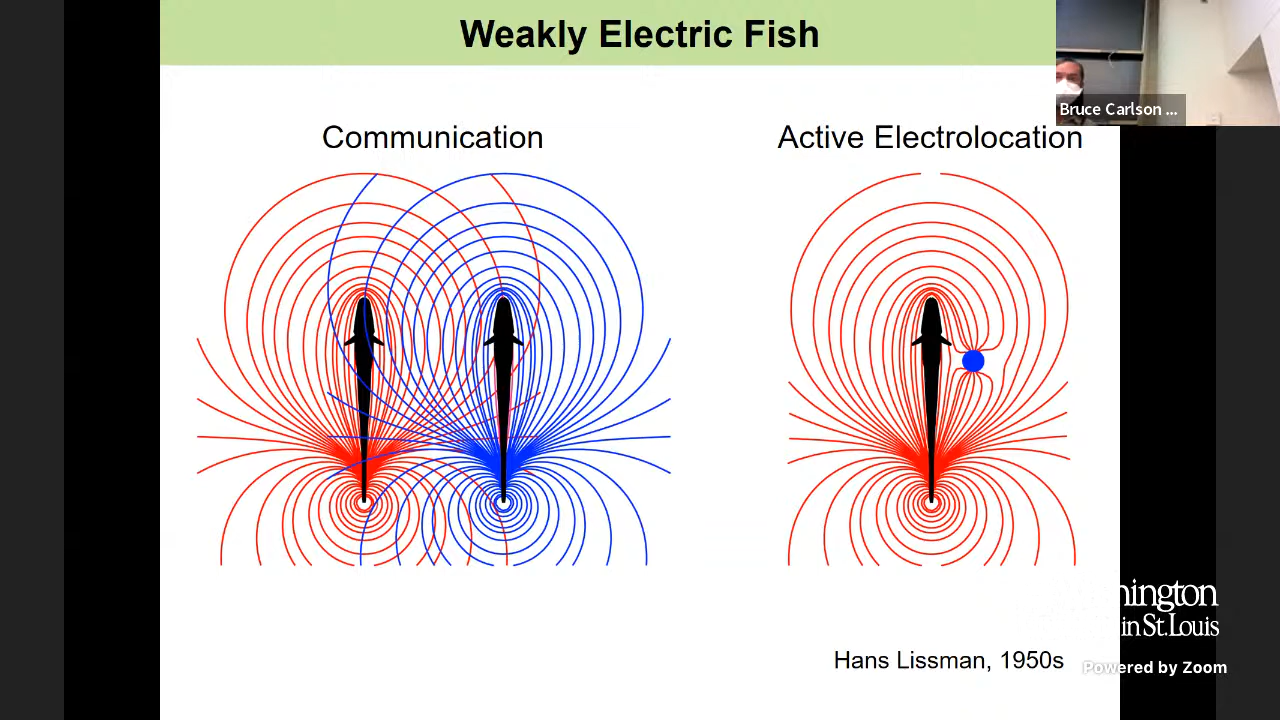 Weakly Electric Fish
Bruce Carlson ...
Communication
Active Electrolocation
in St.Louis
Hans Lissman, 1950s
Powered by Zoom